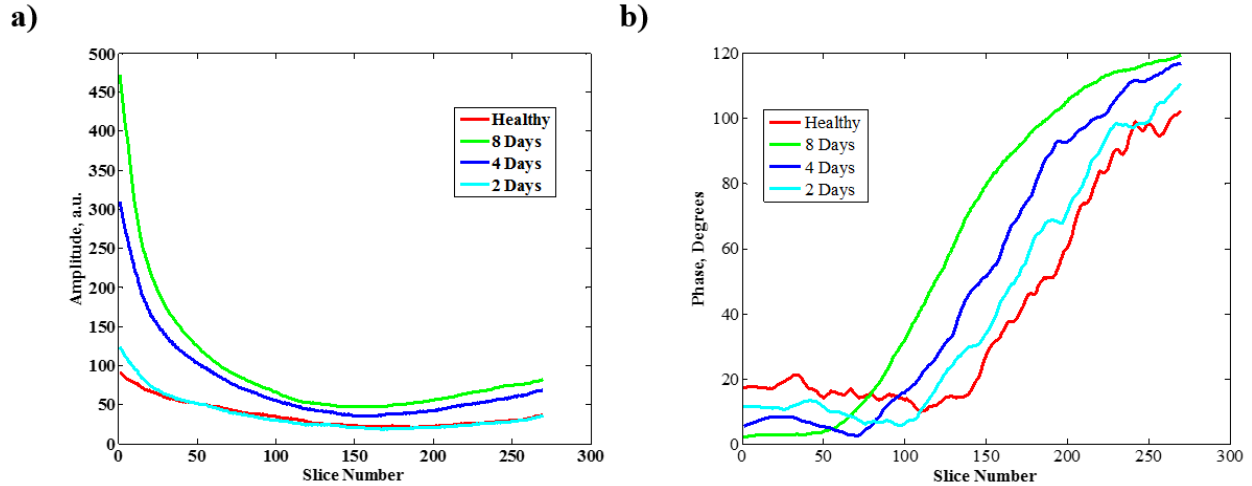 a)
500
450
400
350
300
250
200
150
100
50
0
Amplitude, a.u.
0 50 100 150 200 250 300
Slice Number
Healthy
8 Days
4 Days
2 Days
b)
120
100
80
60
40
20
0
Phase, Degrees
0 50 100 150 200 250 300
Slice Number
Healthy
8 Days
4 Days
2 Days